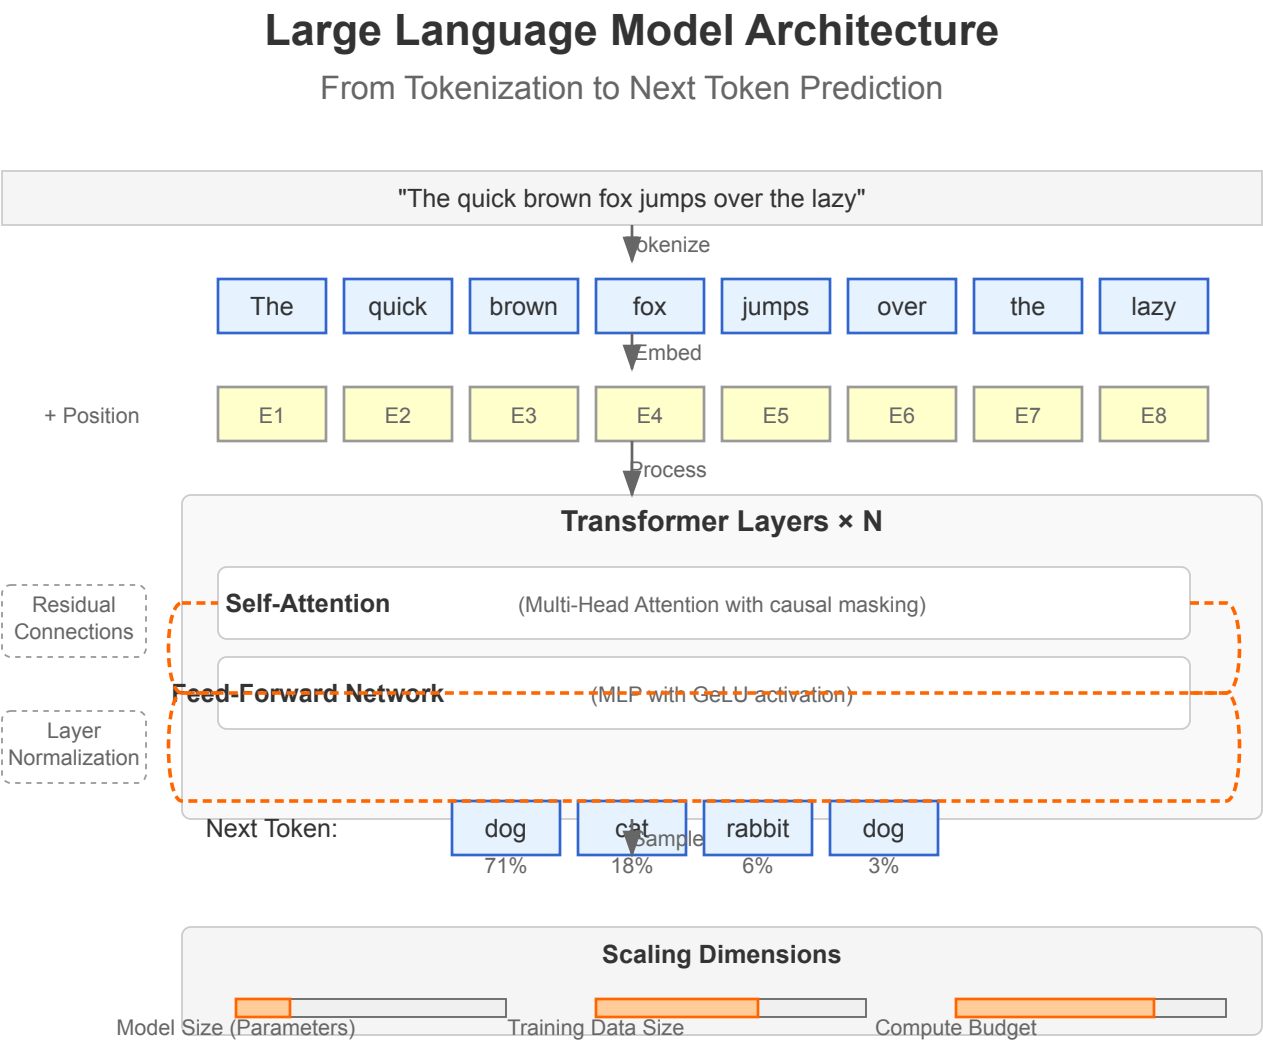 Large Language Model Architecture
From Tokenization to Next Token Prediction
"The quick brown fox jumps over the lazy"
Tokenize
The quick brown fox jumps over the lazy
Embed
+ Position E1 E2 E3 E4 E5 E6 E7 E8
Process
Transformer Layers × N
Residual
Connections
Self-Attention (Multi-Head Attention with causal masking)
Feed-Forward Network (MLP with GeLU activation)
Layer
Normalization
Next Token: dog cat rabbit dog
Sample
71% 18% 6% 3%
Scaling Dimensions
Model Size (Parameters) Training Data Size Compute Budget